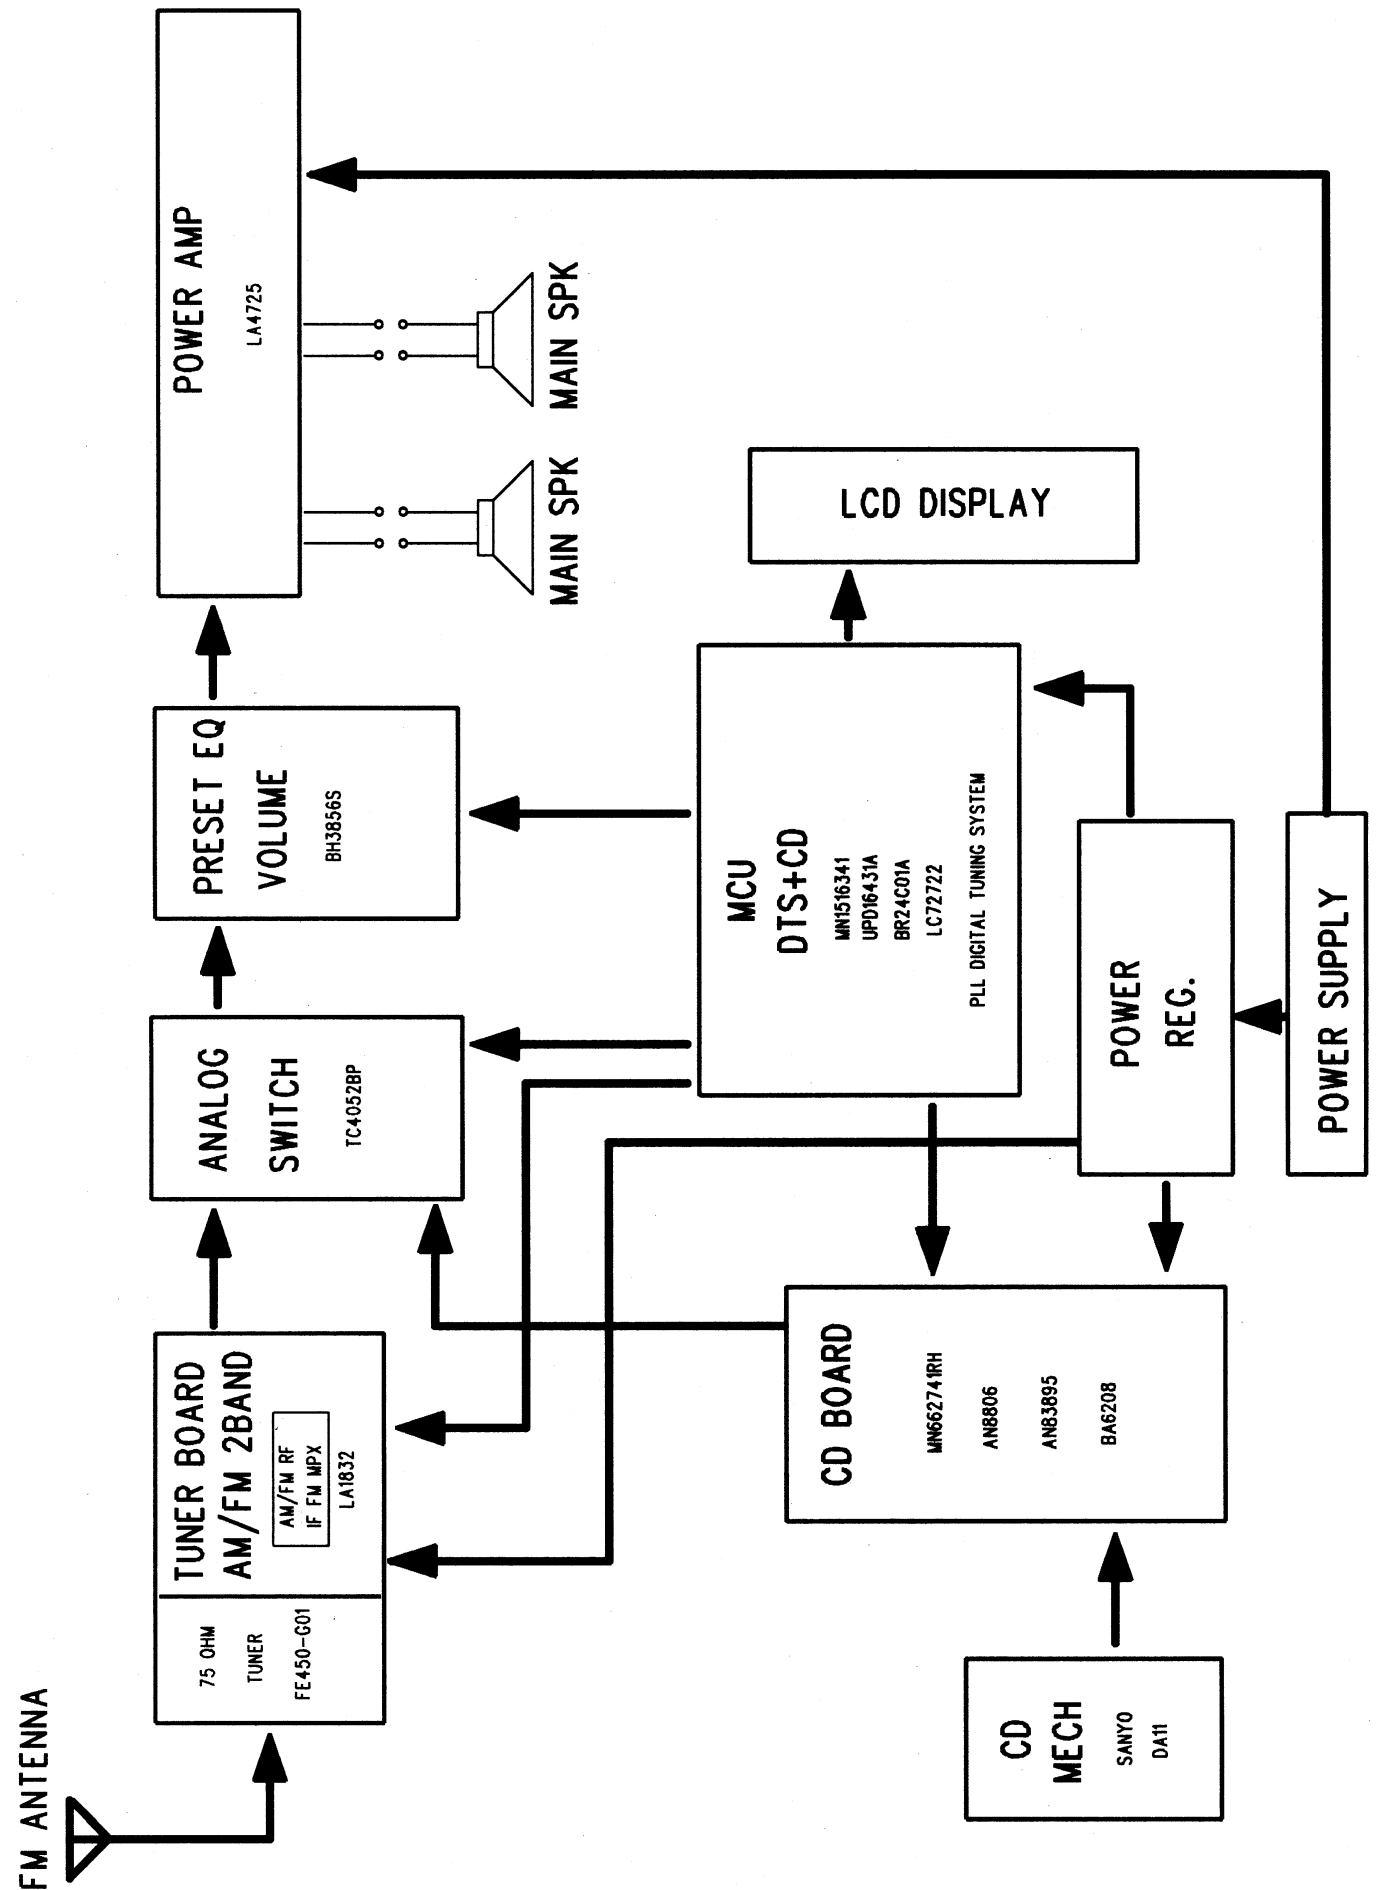 FM ANTENNA
75 OHM
TUNER
FE450-G01
TUNER BOARD
AM/FM 2BAND
AM/FM RF
IF FM MPX
LA1832
ANALOG
SWITCH
TC4052BP
PRESET EQ
VOLUME
BH3856S
POWER AMP
LA4725
MAIN SPK
MAIN SPK
MCU
DTS+CD
MN1516341
UPD16431A
BR24C01A
LC72722
PLL DIGITAL TUNING SYSTEM
LCD DISPLAY
CD MECH
SANYO
DA11
CD BOARD
MN662741RH
AN8806
AN83895
BA6208
POWER
REG.
POWER SUPPLY